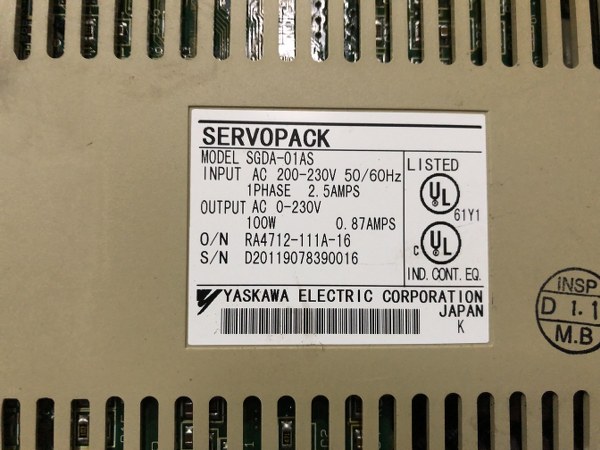 SERVOPACK
MODEL SGDA-01AS
INPUT AC 200-230V 50/60Hz
1PHASE 2.5AMPS
OUTPUT AC 0-230V
100W 0.87AMPS
O/N RA4712-111A-16
S/N D20119078390016
LISTED
UL
61Y1
C UL
IND. CONT. EQ.
YASKAWA ELECTRIC CORPORATION
JAPAN
K
INSP
D 1.1
M.B